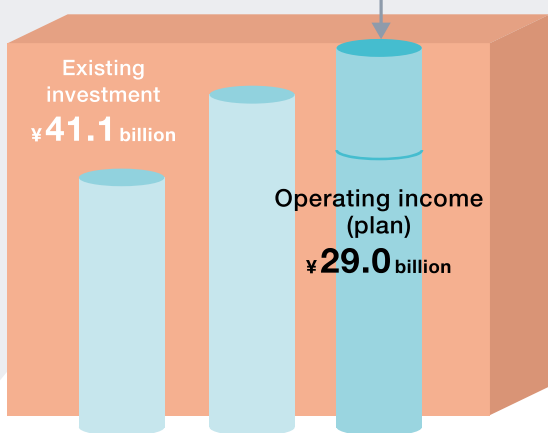 Existing
investment
¥41.1 billion
Operating income
(plan)
¥29.0 billion